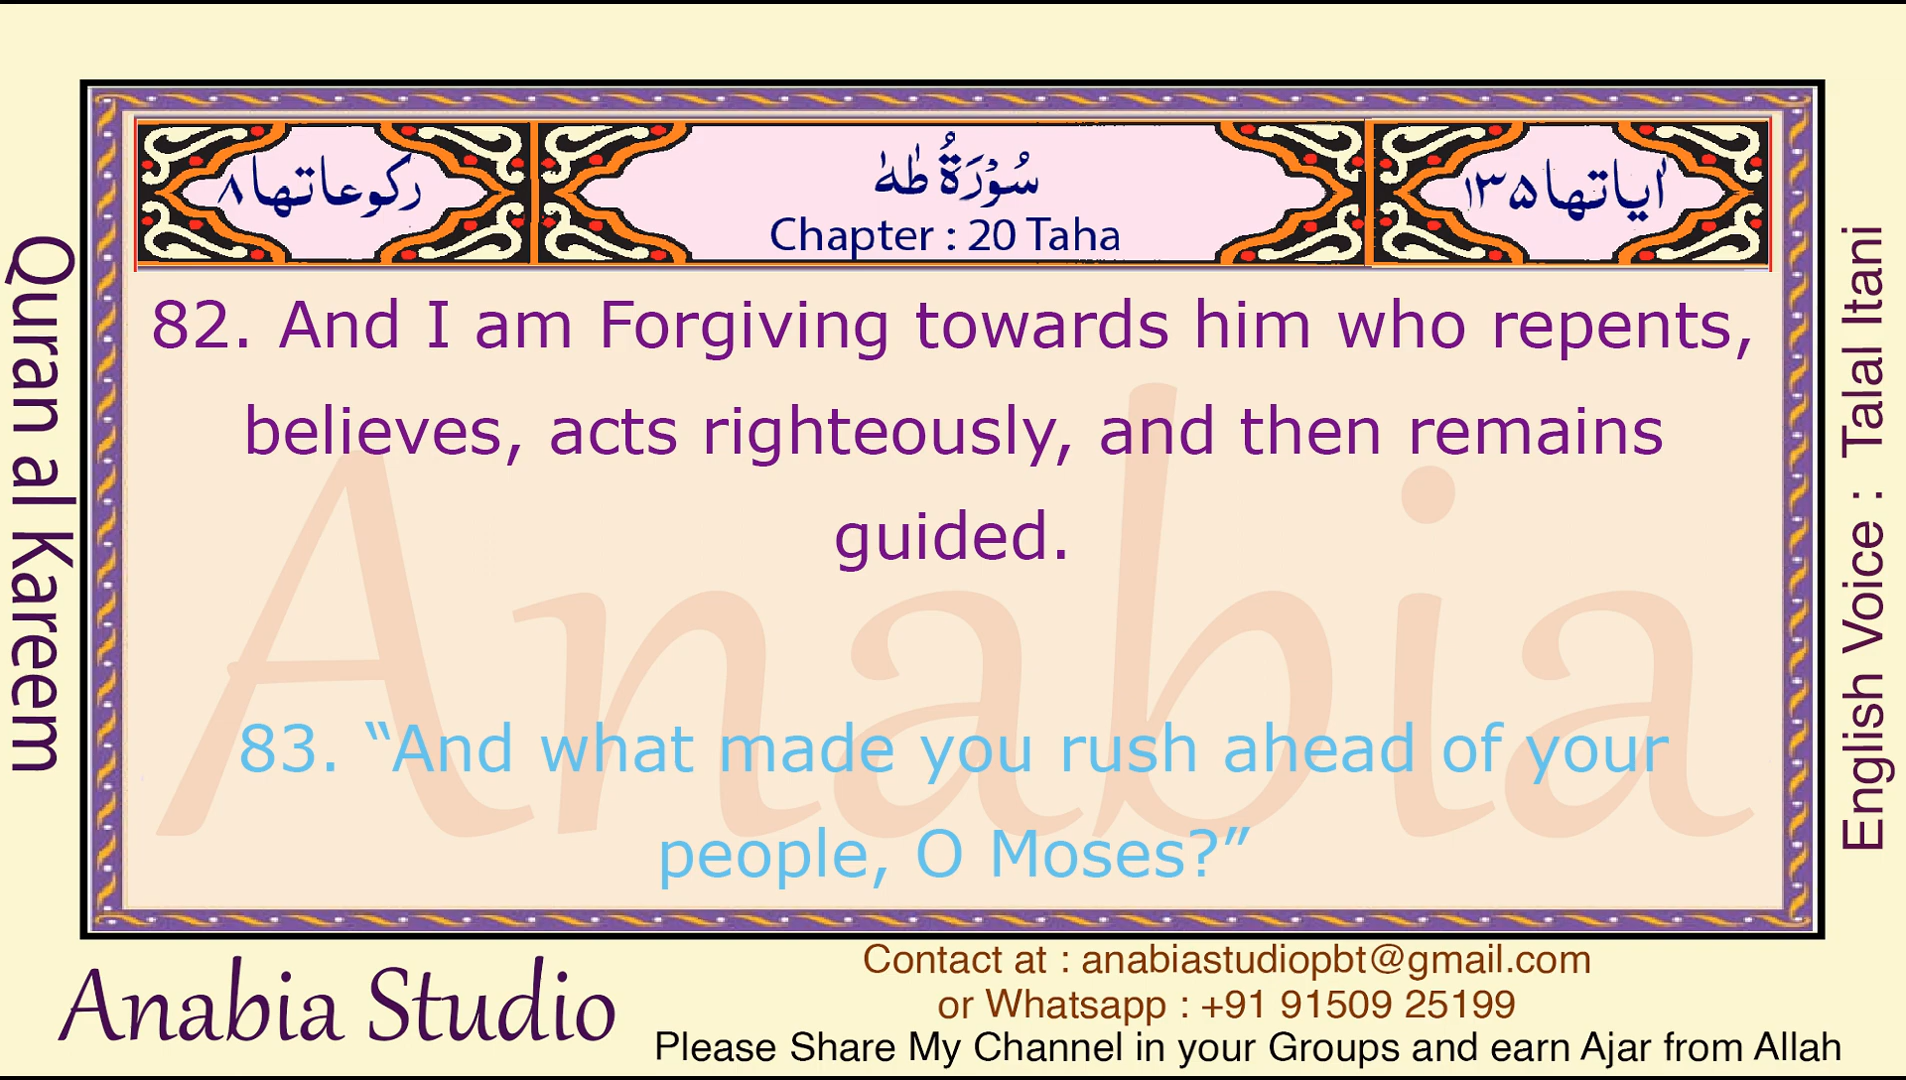 رکوعاتها ۸
سُوْرَةُ طٰهٰ
اٰیاتها ۱۳۵
Chapter : 20 Taha
Quran al Kareem
82. And I am Forgiving towards him who repents,
believes, acts righteously, and then remains
guided.
Anabia
83. “And what made you rush ahead of your
people, O Moses?”
English Voice : Talal Itani
Anabia Studio
Contact at : anabiastudiopbt@gmail.com
or Whatsapp : +91 91509 25199
Please Share My Channel in your Groups and earn Ajar from Allah